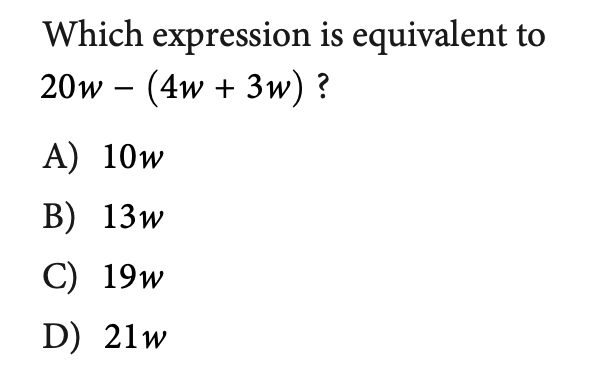 Which expression is equivalent to
20w − (4w + 3w) ?
A) 10w
B) 13w
C) 19w
D) 21w